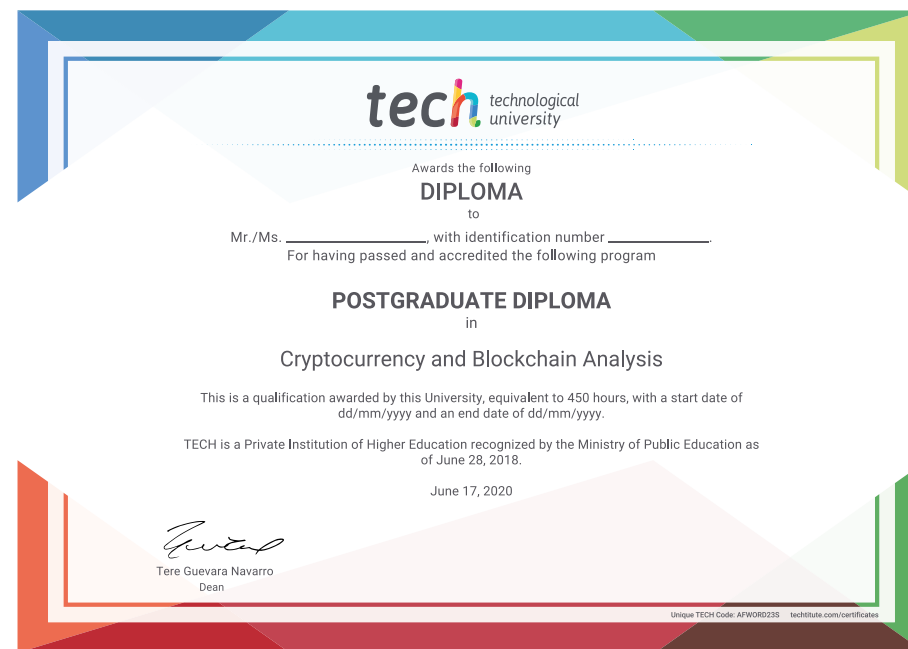 tech technological
university
Awards the following
DIPLOMA
to
Mr./Ms. ____________________, with identification number ______________.
For having passed and accredited the following program
POSTGRADUATE DIPLOMA
in
Cryptocurrency and Blockchain Analysis
This is a qualification awarded by this University, equivalent to 450 hours, with a start date of
dd/mm/yyyy and an end date of dd/mm/yyyy.
TECH is a Private Institution of Higher Education recognized by the Ministry of Public Education as
of June 28, 2018.
June 17, 2020
Tere Guevara Navarro
Dean
Unique TECH Code: AFWORD23S techtitute.com/certificates